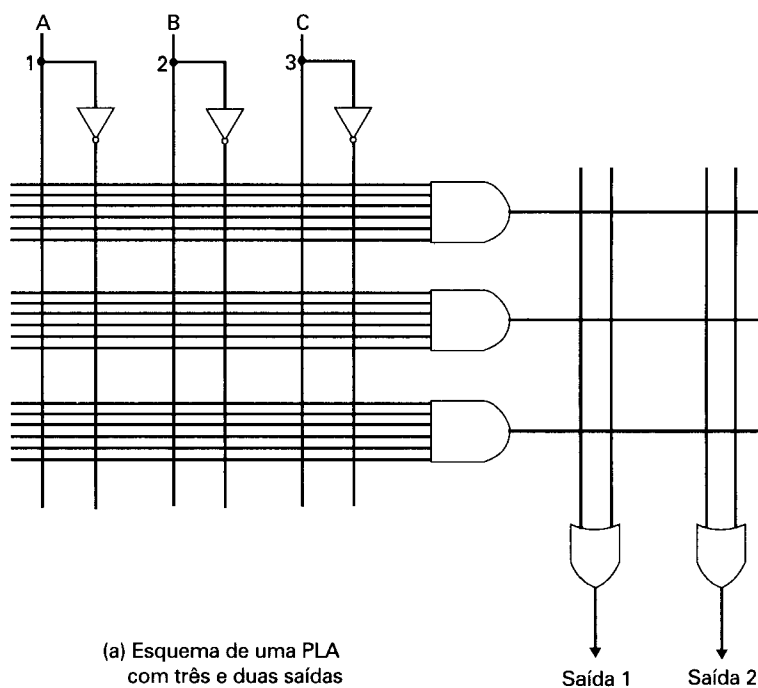 A B C
1 2 3
(a) Esquema de uma PLA
com três e duas saídas
Saída 1 Saída 2